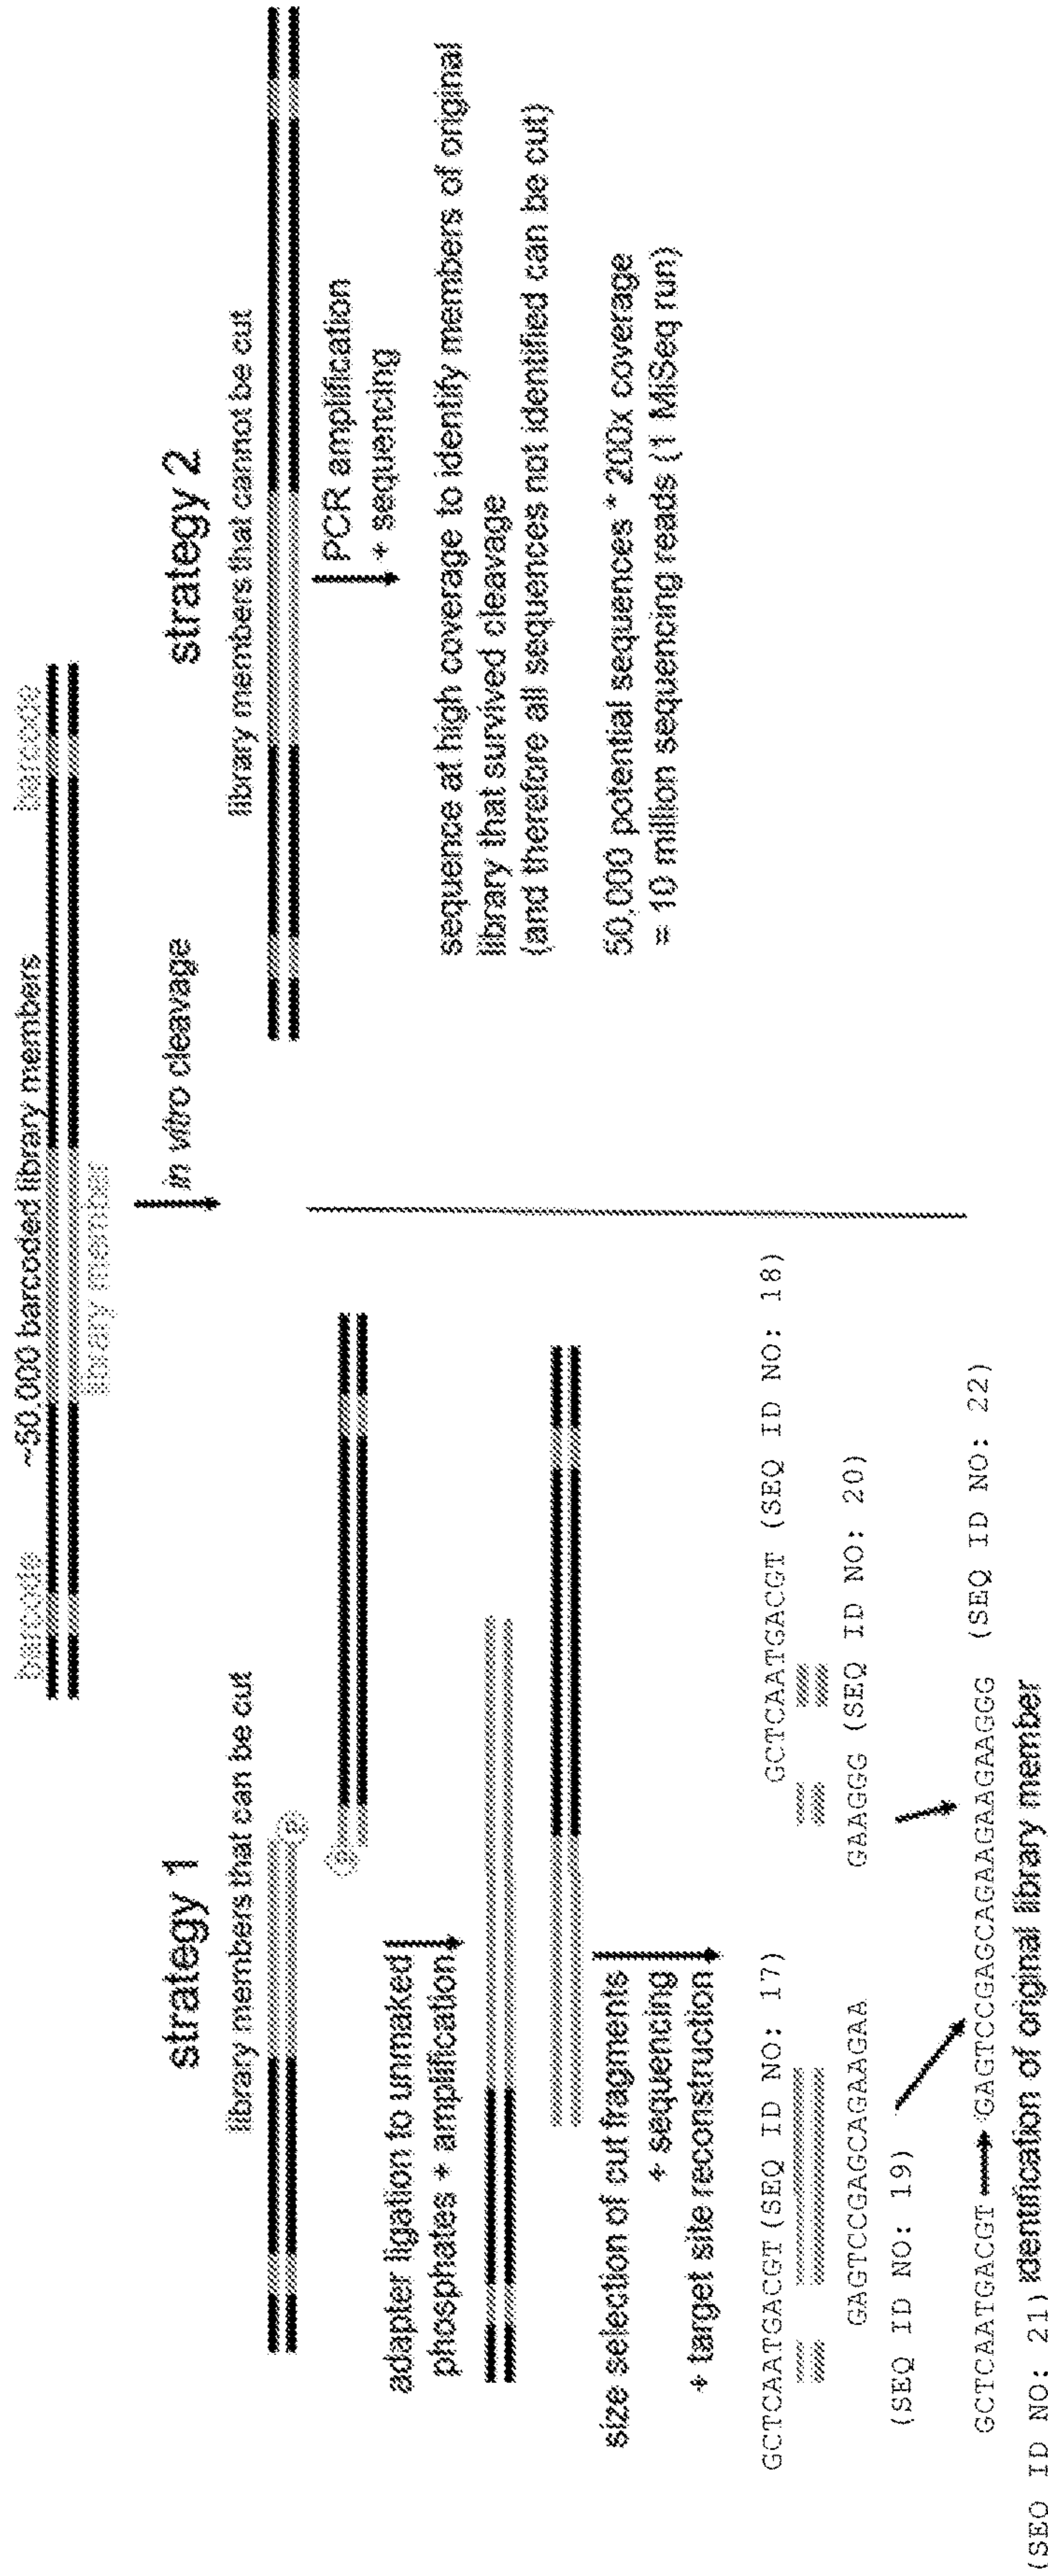 ~50,000 barcoded library members
barcode
barcode
library member
in vitro cleavage
strategy 1
library members that can be cut
P
P
adapter ligation to unmaked
phosphates + amplification
size selection of cut fragments
+ sequencing
+ target site reconstruction
GCTCAATGACGT (SEQ ID NO: 17)
GCTCAATGACGT (SEQ ID NO: 18)
GAGTCCGAGCAGAAGAA
GAAGGG (SEQ ID NO: 20)
(SEQ ID NO: 19)
GCTCAATGACGT GAGTCCGAGCAGAAGAAGAAGGG (SEQ ID NO: 22)
(SEQ ID NO: 21) identification of original library member
strategy 2
library members that cannot be cut
PCR amplification
+ sequencing
sequence at high coverage to identify members of original
library that survived cleavage
(and therefore all sequences not identified can be cut)
50,000 potential sequences * 200x coverage
= 10 million sequencing reads (1 MiSeq run)